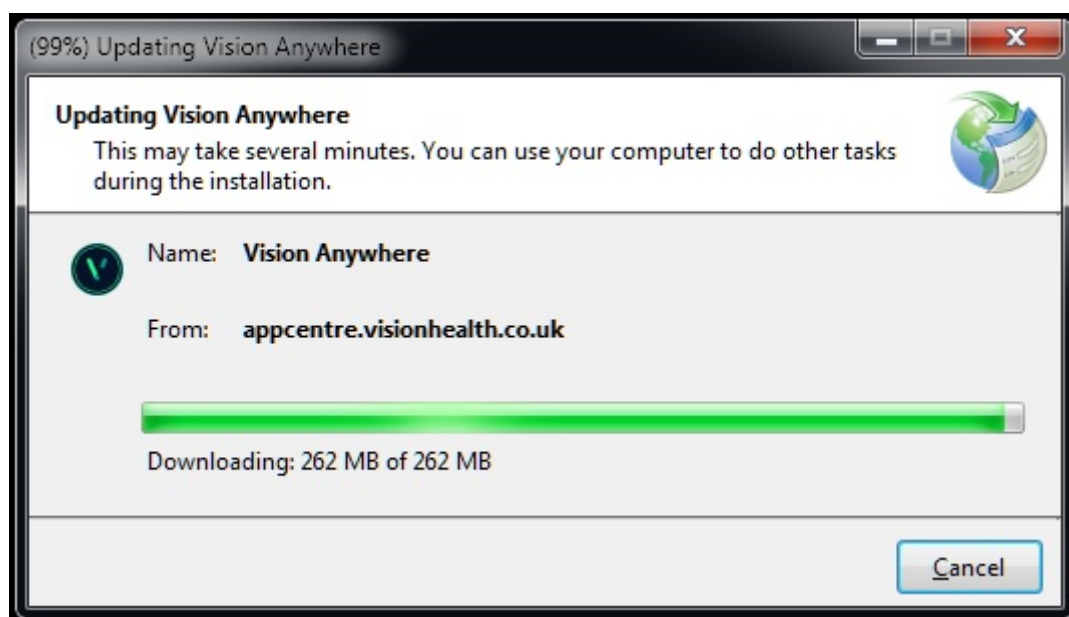 (99%) Updating Vision Anywhere
Updating Vision Anywhere
This may take several minutes. You can use your computer to do other tasks
during the installation.
Name: Vision Anywhere
From: appcentre.visionhealth.co.uk
Downloading: 262 MB of 262 MB
Cancel